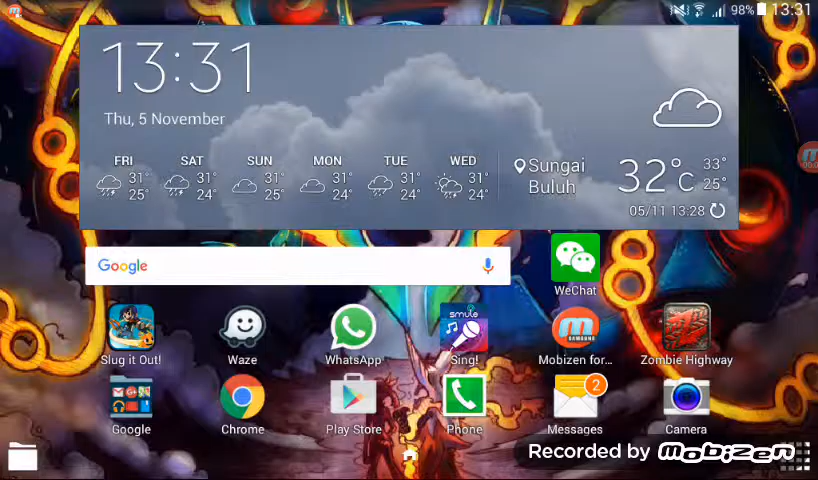 98% 13:31
13:31
Thu, 5 November
FRI SAT SUN MON TUE WED
31° 31° 31° 31° 31° 31°
25° 24° 25° 24° 24° 24°
Sungai
Buluh
32°C
33°
25°
05/11 13:28
Google
WeChat
smule
SAMSUNG
Slug it Out! Waze WhatsApp Sing! Mobizen for... Zombie Highway
2
Google Chrome Play Store Phone Messages Camera
Recorded by Mobizen